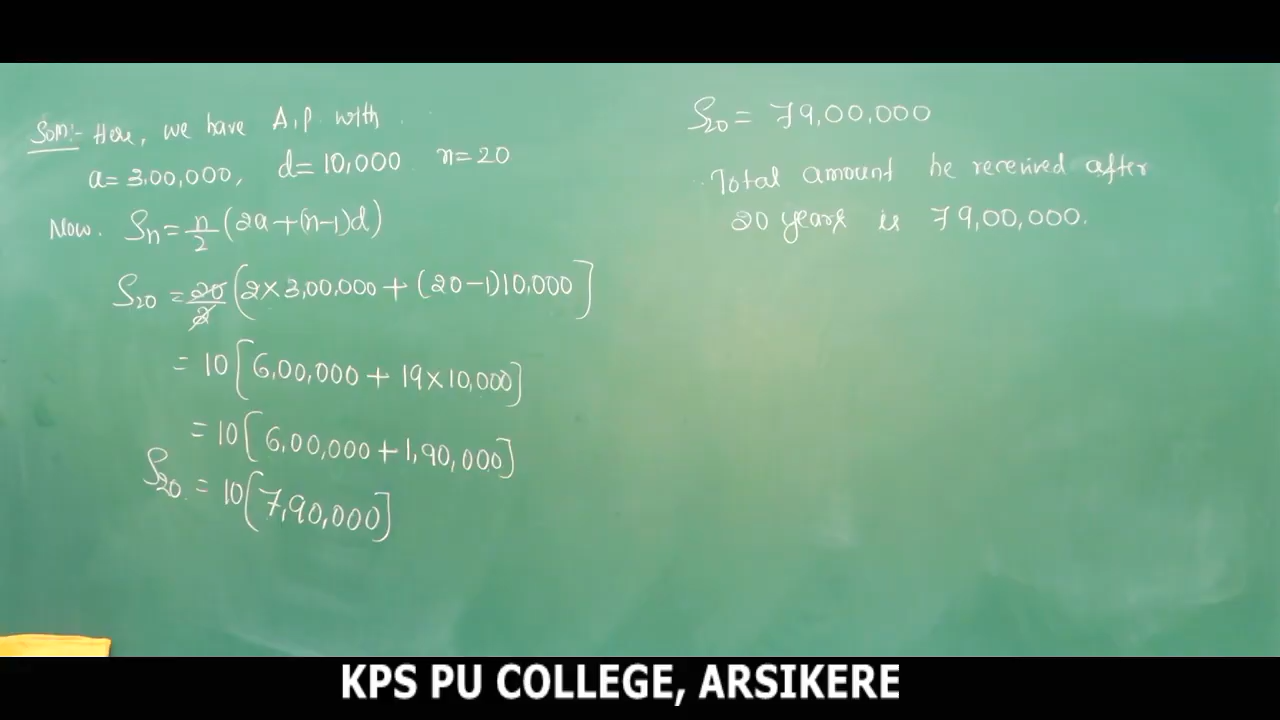 Soln:- Here, we have A.P. with
a = 3,00,000, d = 10,000 n = 20
Now. Sn = n/2 (2a + (n-1)d)
S20 = 20/2 (2 × 3,00,000 + (20-1)10,000]
= 10[6,00,000 + 19 × 10,000]
= 10[6,00,000 + 1,90,000]
S20 = 10[7,90,000]
S20 = 79,00,000
Total amount he received after
20 years is 79,00,000.
KPS PU COLLEGE, ARSIKERE